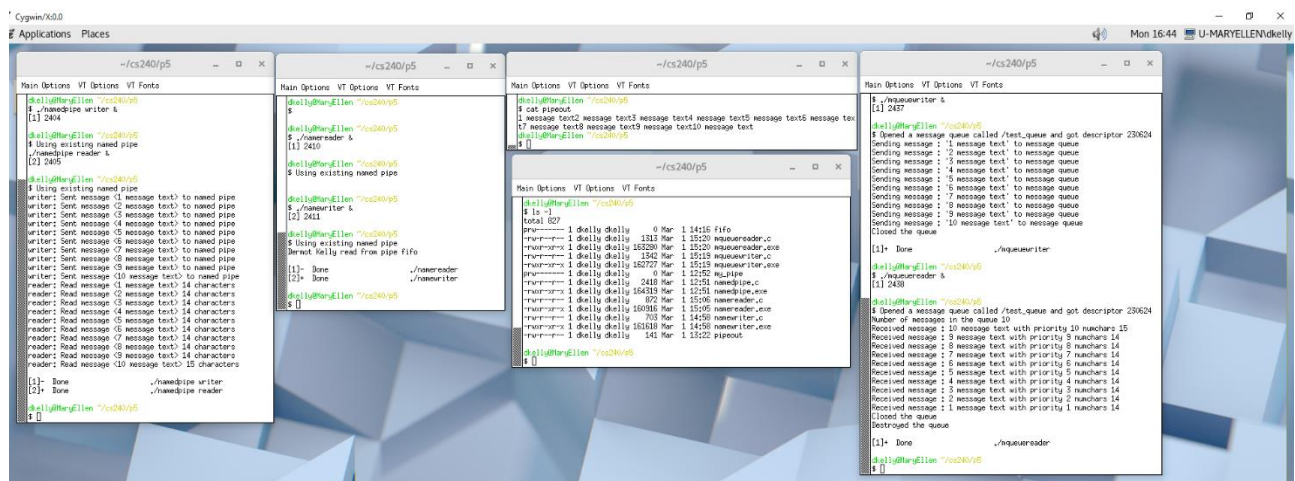 Cygwin/X:0.0
Applications Places
Mon 16:44 U-MARYELLEN\dkelly
~/cs240/p5
Main Options VT Options VT Fonts
dkelly@MaryEllen ~/cs240/p5
$ ./namedpipe writer &
[1] 2404
dkelly@MaryEllen ~/cs240/p5
$ Using existing named pipe
./namedpipe reader &
[2] 2405
dkelly@MaryEllen ~/cs240/p5
$ Using existing named pipe
writer: Sent message <1 message text> to named pipe
writer: Sent message <2 message text> to named pipe
writer: Sent message <3 message text> to named pipe
writer: Sent message <4 message text> to named pipe
writer: Sent message <5 message text> to named pipe
writer: Sent message <6 message text> to named pipe
writer: Sent message <7 message text> to named pipe
writer: Sent message <8 message text> to named pipe
writer: Sent message <9 message text> to named pipe
writer: Sent message <10 message text> to named pipe
reader: Read message <1 message text> 14 characters
reader: Read message <2 message text> 14 characters
reader: Read message <3 message text> 14 characters
reader: Read message <4 message text> 14 characters
reader: Read message <5 message text> 14 characters
reader: Read message <6 message text> 14 characters
reader: Read message <7 message text> 14 characters
reader: Read message <8 message text> 14 characters
reader: Read message <9 message text> 14 characters
reader: Read message <10 message text> 15 characters
[1]- Done ./namedpipe writer
[2]+ Done ./namedpipe reader
dkelly@MaryEllen ~/cs240/p5
$
~/cs240/p5
Main Options VT Options VT Fonts
dkelly@MaryEllen ~/cs240/p5
$
dkelly@MaryEllen ~/cs240/p5
$ ./namereader &
[1] 2410
dkelly@MaryEllen ~/cs240/p5
$ Using existing named pipe
dkelly@MaryEllen ~/cs240/p5
$ ./namewriter &
[2] 2411
dkelly@MaryEllen ~/cs240/p5
$ Using existing named pipe
Dermot Kelly read from pipe fifo
[1]- Done ./namereader
[2]+ Done ./namewriter
dkelly@MaryEllen ~/cs240/p5
$
~/cs240/p5
Main Options VT Options VT Fonts
dkelly@MaryEllen ~/cs240/p5
$ cat pipeout
1 message text2 message text3 message text4 message text5 message text6 message tex
t7 message text8 message text9 message text10 message text
dkelly@MaryEllen ~/cs240/p5
$
~/cs240/p5
Main Options VT Options VT Fonts
dkelly@MaryEllen ~/cs240/p5
$ ls -l
total 827
prw------- 1 dkelly dkelly 0 Mar 1 14:16 fifo
-rw-r--r-- 1 dkelly dkelly 1313 Mar 1 15:20 mqueuereader.c
-rwxr-xr-x 1 dkelly dkelly 163280 Mar 1 15:20 mqueuereader.exe
-rw-r--r-- 1 dkelly dkelly 1342 Mar 1 15:19 mqueuewriter.c
-rwxr-xr-x 1 dkelly dkelly 162727 Mar 1 15:19 mqueuewriter.exe
prw------- 1 dkelly dkelly 0 Mar 1 12:52 my_pipe
-rw-r--r-- 1 dkelly dkelly 2418 Mar 1 12:51 namedpipe.c
-rwxr-xr-x 1 dkelly dkelly 164319 Mar 1 12:51 namedpipe.exe
-rw-r--r-- 1 dkelly dkelly 872 Mar 1 15:06 namereader.c
-rwxr-xr-x 1 dkelly dkelly 160916 Mar 1 15:05 namereader.exe
-rw-r--r-- 1 dkelly dkelly 703 Mar 1 14:58 namewriter.c
-rwxr-xr-x 1 dkelly dkelly 161618 Mar 1 14:58 namewriter.exe
-rw-r--r-- 1 dkelly dkelly 141 Mar 1 13:22 pipeout
dkelly@MaryEllen ~/cs240/p5
$
~/cs240/p5
Main Options VT Options VT Fonts
$ ./mqueuewriter &
[1] 2437
dkelly@MaryEllen ~/cs240/p5
$ Opened a message queue called /test_queue and got descriptor 230624
Sending message : '1 message text' to message queue
Sending message : '2 message text' to message queue
Sending message : '3 message text' to message queue
Sending message : '4 message text' to message queue
Sending message : '5 message text' to message queue
Sending message : '6 message text' to message queue
Sending message : '7 message text' to message queue
Sending message : '8 message text' to message queue
Sending message : '9 message text' to message queue
Sending message : '10 message text' to message queue
Closed the queue
[1]+ Done ./mqueuewriter
dkelly@MaryEllen ~/cs240/p5
$ ./mqueuereader &
[1] 2438
dkelly@MaryEllen ~/cs240/p5
$ Opened a message queue called /test_queue and got descriptor 230624
Number of messages in the queue 10
Received message : 10 message text with priority 10 numchars 15
Received message : 9 message text with priority 9 numchars 14
Received message : 8 message text with priority 8 numchars 14
Received message : 7 message text with priority 7 numchars 14
Received message : 6 message text with priority 6 numchars 14
Received message : 5 message text with priority 5 numchars 14
Received message : 4 message text with priority 4 numchars 14
Received message : 3 message text with priority 3 numchars 14
Received message : 2 message text with priority 2 numchars 14
Received message : 1 message text with priority 1 numchars 14
Closed the queue
Destroyed the queue
[1]+ Done ./mqueuereader
dkelly@MaryEllen ~/cs240/p5
$